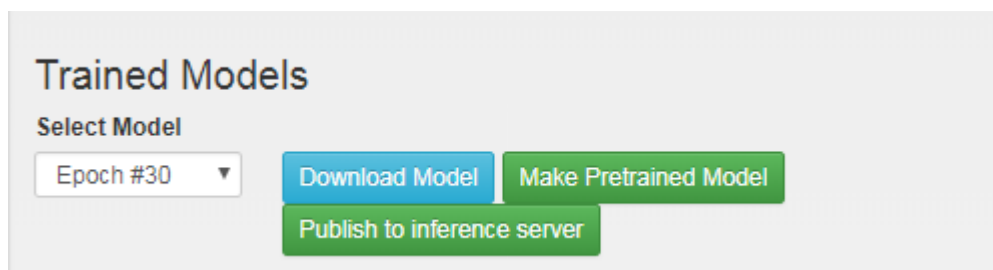 Trained Models
Select Model
Epoch #30
Download Model
Make Pretrained Model
Publish to inference server